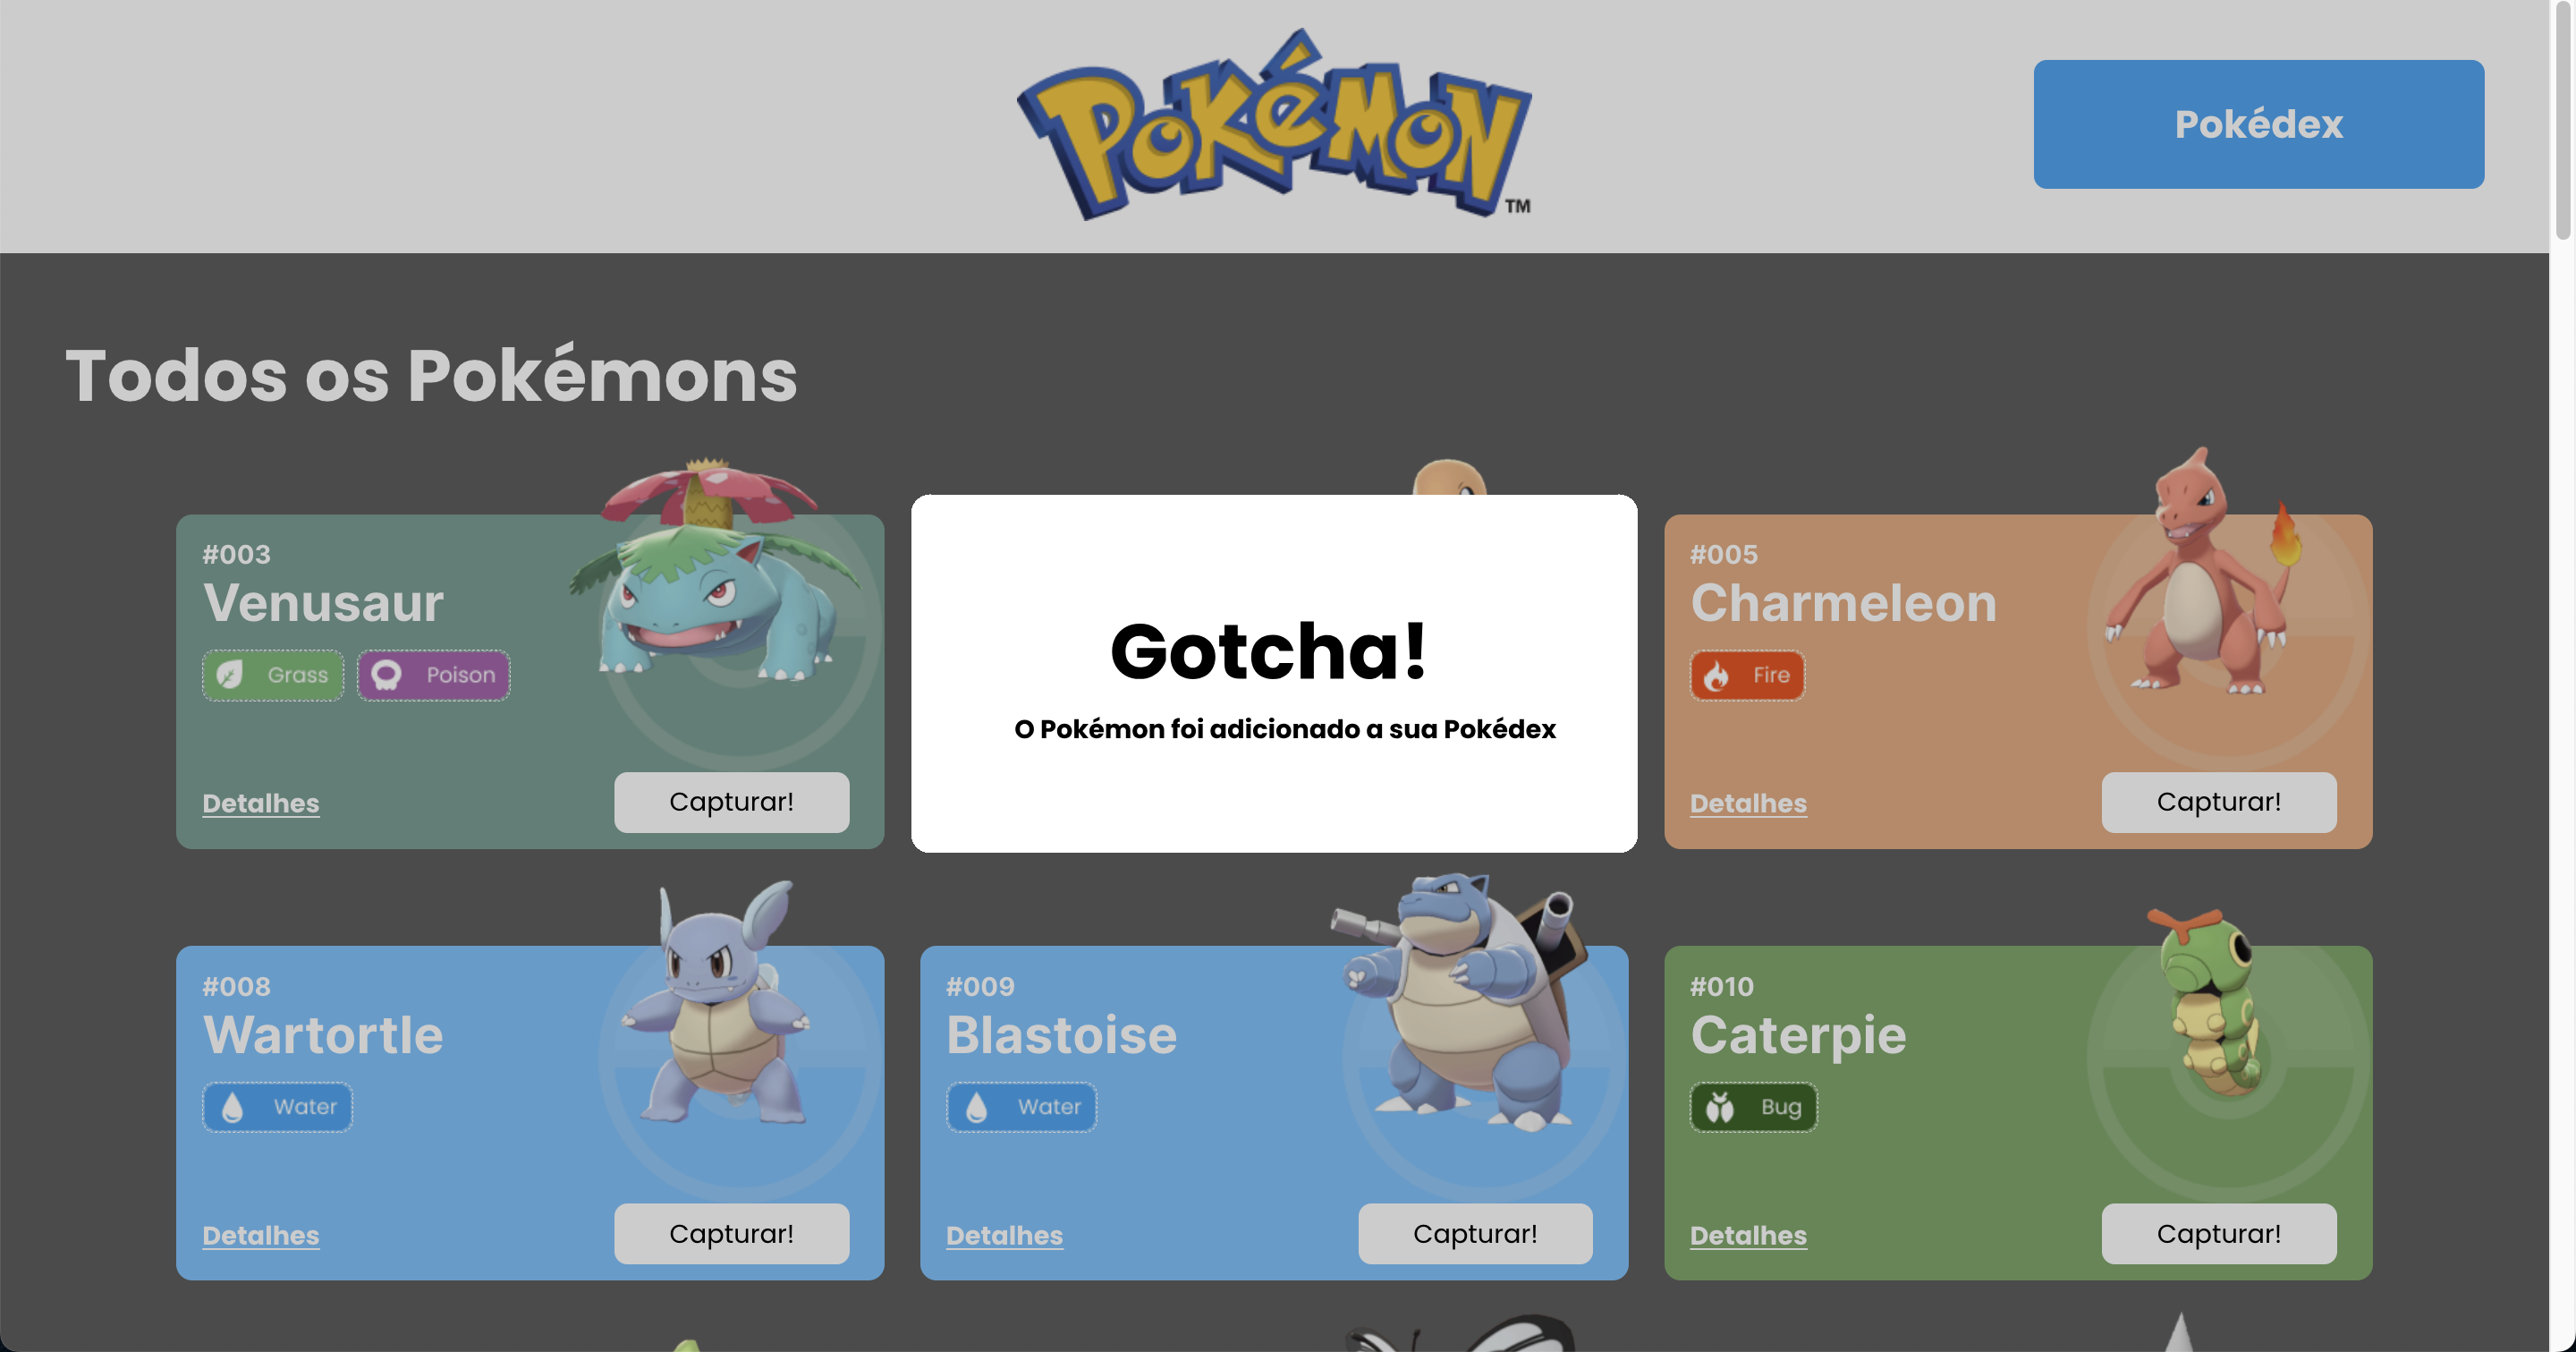 Pokémon
TM
Pokédex
Todos os Pokémons
#003
Venusaur
Grass
Poison
Detalhes
Capturar!
Gotcha!
O Pokémon foi adicionado a sua Pokédex
#005
Charmeleon
Fire
Detalhes
Capturar!
#008
Wartortle
Water
Detalhes
Capturar!
#009
Blastoise
Water
Detalhes
Capturar!
#010
Caterpie
Bug
Detalhes
Capturar!